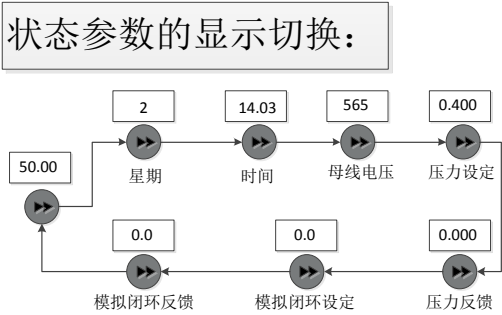 状态参数的显示切换：
2
14.03
565
0.400
50.00
星期
时间
母线电压
压力设定
0.0
0.0
0.000
模拟闭环反馈
模拟闭环设定
压力反馈